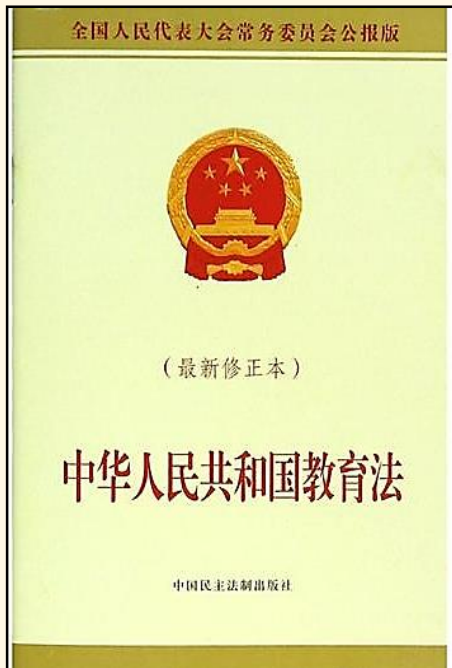 全国人民代表大会常务委员会公报版
(最新修正本)
中华人民共和国教育法
中国民主法制出版社